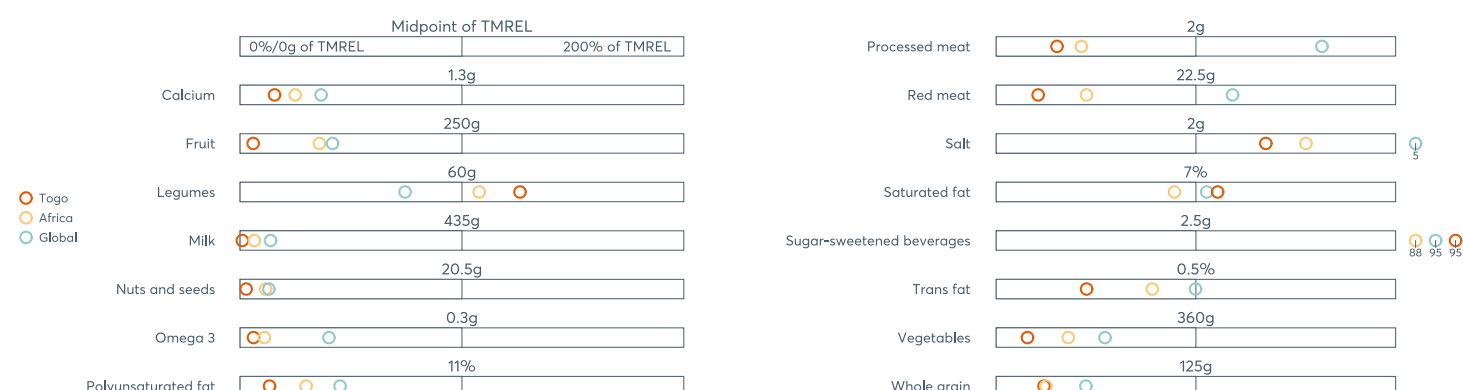 Midpoint of TMREL
0%/0g of TMREL 200% of TMREL
1.3g
Calcium
250g
Fruit
60g
Legumes
435g
Milk
20.5g
Nuts and seeds
0.3g
Omega 3
11%
Polyunsaturated fat
Togo
Africa
Global
2g
Processed meat
22.5g
Red meat
2g
Salt
5
7%
Saturated fat
2.5g
Sugar-sweetened beverages
88 95 95
0.5%
Trans fat
360g
Vegetables
125g
Whole grain